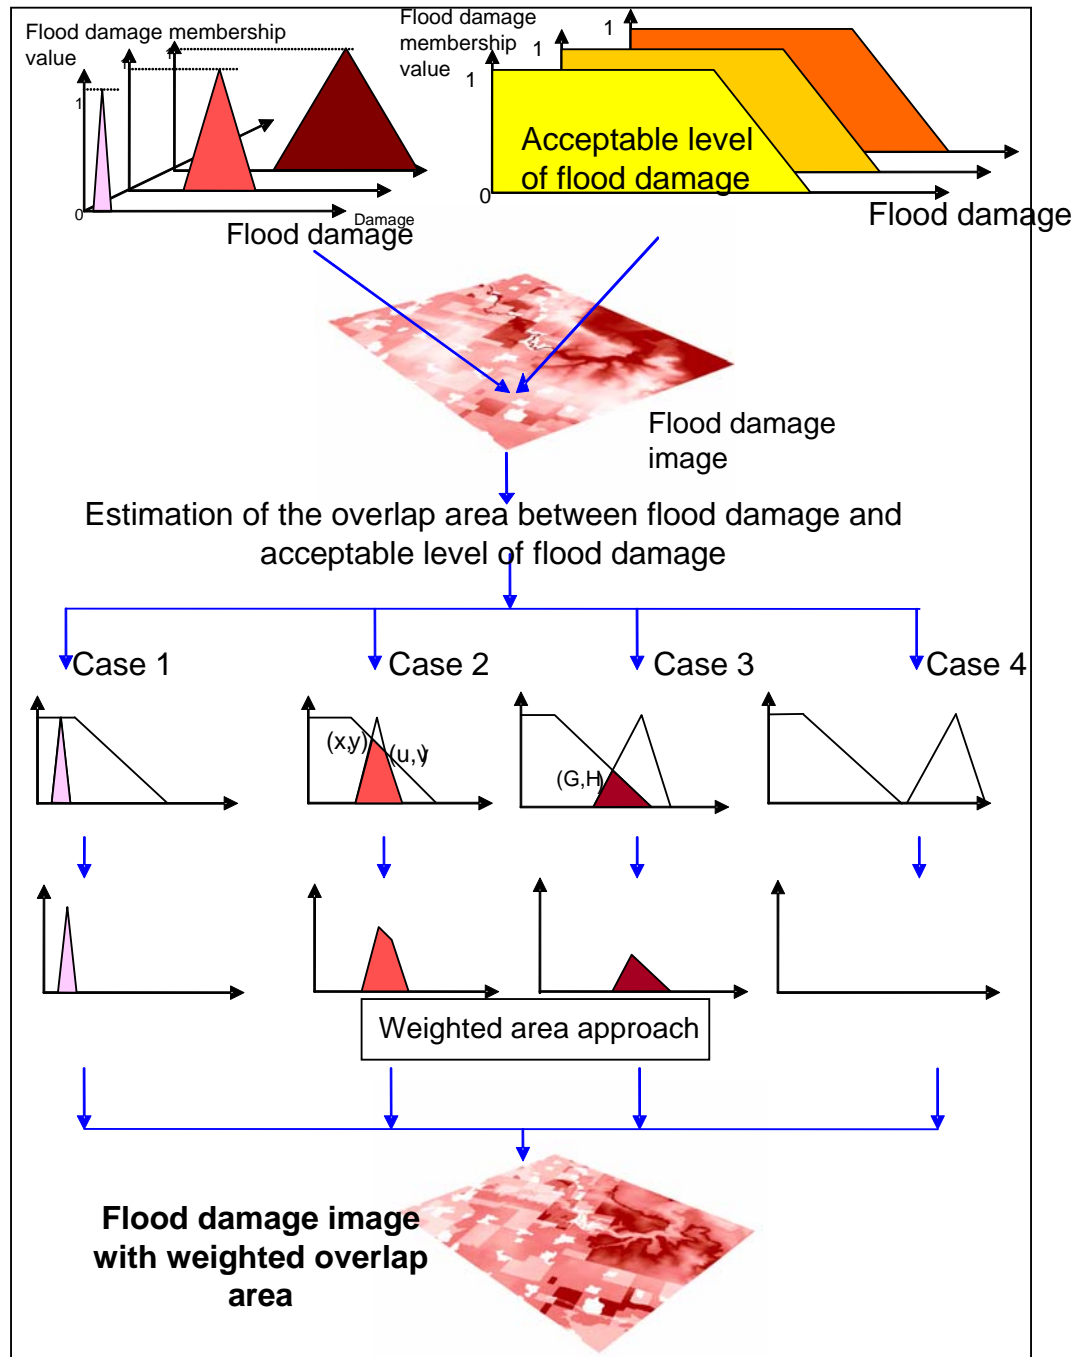 Flood damage membership
value
1
1
1
0
Damage
Flood damage
Flood damage
membership
value
1
1
1
0
Acceptable level
of flood damage
Flood damage
Flood damage
image
Estimation of the overlap area between flood damage and
acceptable level of flood damage
Case 1
Case 2
Case 3
Case 4
(x,y)
(u,v)
(G,H)
Weighted area approach
Flood damage image
with weighted overlap
area